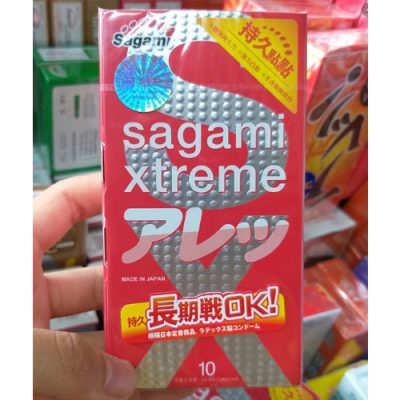 Sagami
持久點點
sagami
xtreme
アレッ
MADE IN JAPAN
持久 長期戦OK!
ラテックス製コンドーム
10